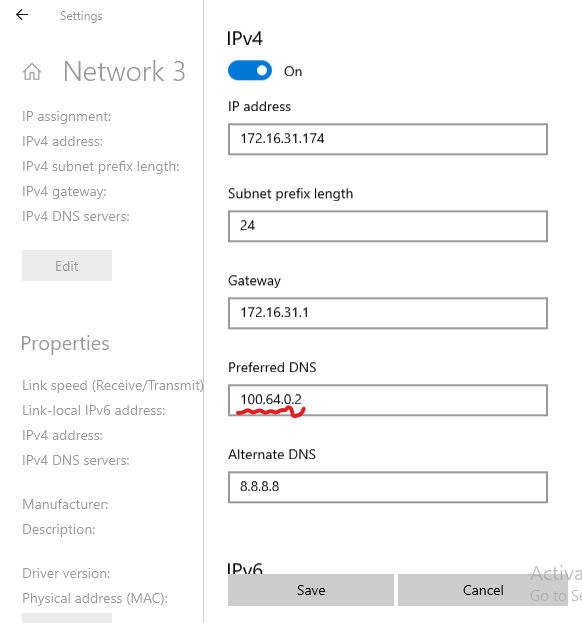 Settings
Network 3
IP assignment:
IPv4 address:
IPv4 subnet prefix length:
IPv4 gateway:
IPv4 DNS servers:
Edit
Properties
Link speed (Receive/Transmit)
Link-local IPv6 address:
IPv4 address:
IPv4 DNS servers:
Manufacturer:
Description:
Driver version:
Physical address (MAC):
IPv4
On
IP address
172.16.31.174
Subnet prefix length
24
Gateway
172.16.31.1
Preferred DNS
100.64.0.2
Alternate DNS
8.8.8.8
IPv6
Save
Cancel
Activa
Go to Se